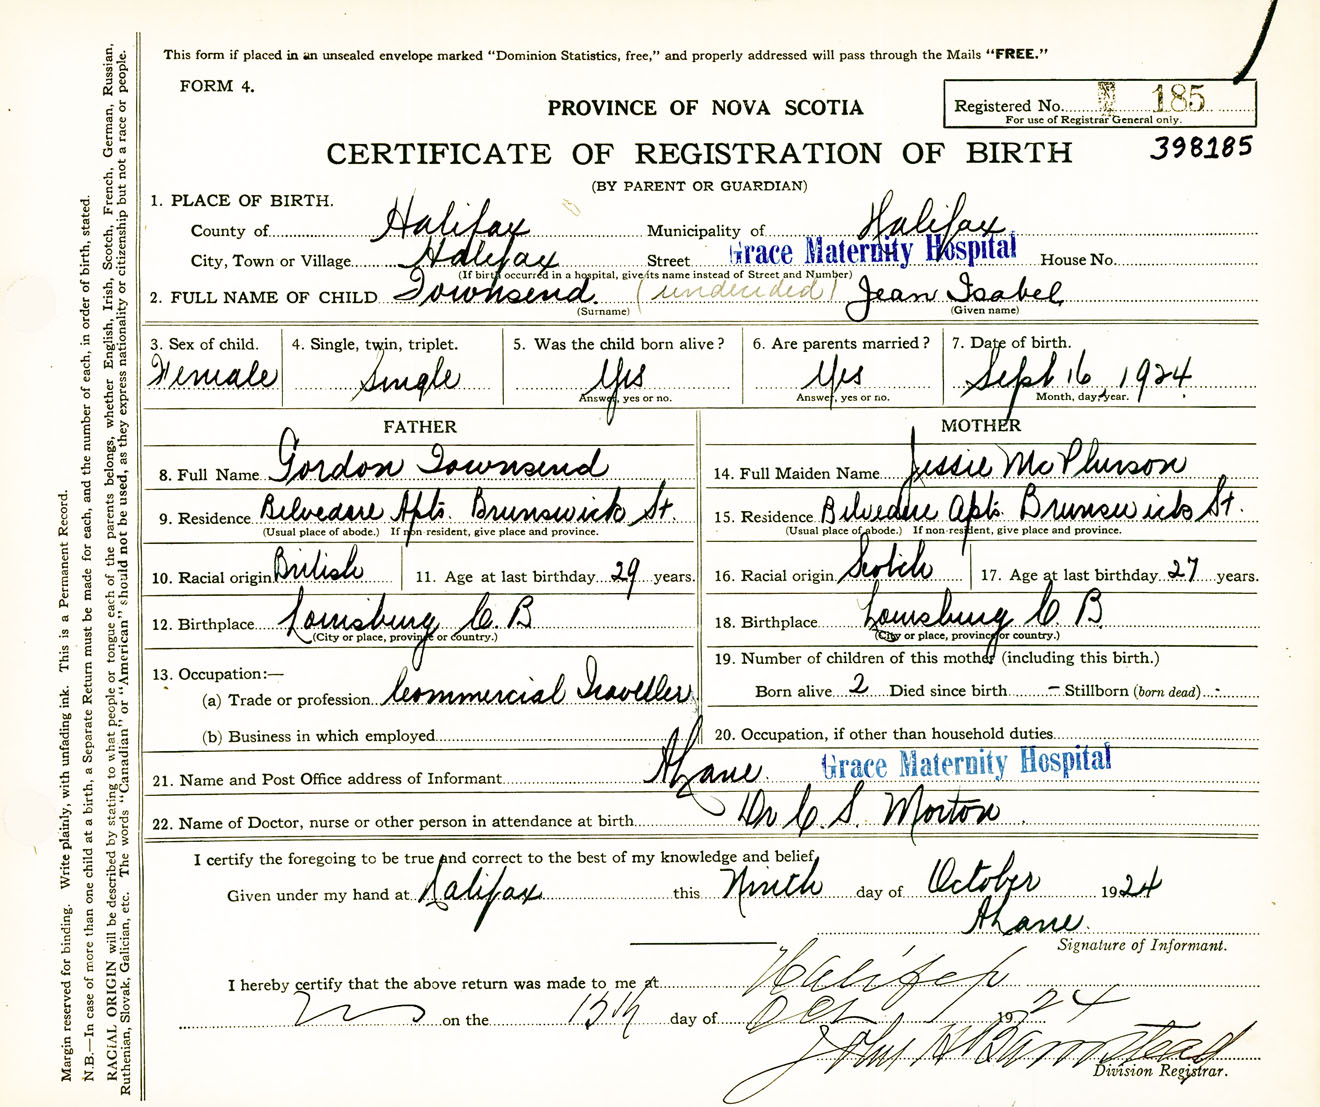 This form if placed in an unsealed envelope marked "Dominion Statistics, free," and properly addressed will pass through the Mails "FREE."
FORM 4.
Registered No. 185
For use of Registrar General only.
PROVINCE OF NOVA SCOTIA
398185
CERTIFICATE OF REGISTRATION OF BIRTH
(BY PARENT OR GUARDIAN)
1. PLACE OF BIRTH.
County of Halifax Municipality of Halifax
City, Town or Village Halifax Street Grace Maternity Hospital House No.
(If birth occurred in a hospital, give its name instead of Street and Number)
2. FULL NAME OF CHILD Townsend (undecided) Jean Isabel
(Surname) (Given name)
3. Sex of child. 4. Single, twin, triplet. 5. Was the child born alive? 6. Are parents married? 7. Date of birth.
Female Single Yes Yes Sept 16, 1924
Answer, yes or no. Answer, yes or no. Month, day, year.
FATHER MOTHER
8. Full Name Gordon Townsend 14. Full Maiden Name Jessie McPhurson
9. Residence Belvedere Apts. Brunswick St. 15. Residence Belvedere Apts. Brunswick St.
(Usual place of abode.) If non-resident, give place and province. (Usual place of abode.) If non-resident, give place and province.
10. Racial origin British 11. Age at last birthday 29 years. 16. Racial origin Scotch 17. Age at last birthday 27 years.
12. Birthplace Louisburg C.B 18. Birthplace Louisburg C B
(City or place, province or country.) (City or place, province or country.)
13. Occupation:— 19. Number of children of this mother (including this birth.)
(a) Trade or profession Commercial Traveller Born alive 2 Died since birth – Stillborn (born dead) -
(b) Business in which employed 20. Occupation, if other than household duties
21. Name and Post Office address of Informant A Lane. Grace Maternity Hospital
22. Name of Doctor, nurse or other person in attendance at birth Dr C. S. Morton
I certify the foregoing to be true and correct to the best of my knowledge and belief,
Given under my hand at Halifax this Ninth day of October 1924
A Lane.
Signature of Informant.
I hereby certify that the above return was made to me at Halifax
on the 15th day of Oct 1924
John H Bumstead
Division Registrar.
Margin reserved for binding. Write plainly, with unfading ink. This is a Permanent Record.
N.B.—In case of more than one child at a birth, a Separate Return must be made for each, and the number of each, in order of birth, stated.
RACIAL ORIGIN will be described by stating to what people or tongue each of the parents belongs, whether English, Irish, Scotch, French, German, Russian,
Ruthenian, Slovak, Galician, etc. The words "Canadian" or "American" should not be used, as they express nationality or citizenship but not a race or people.